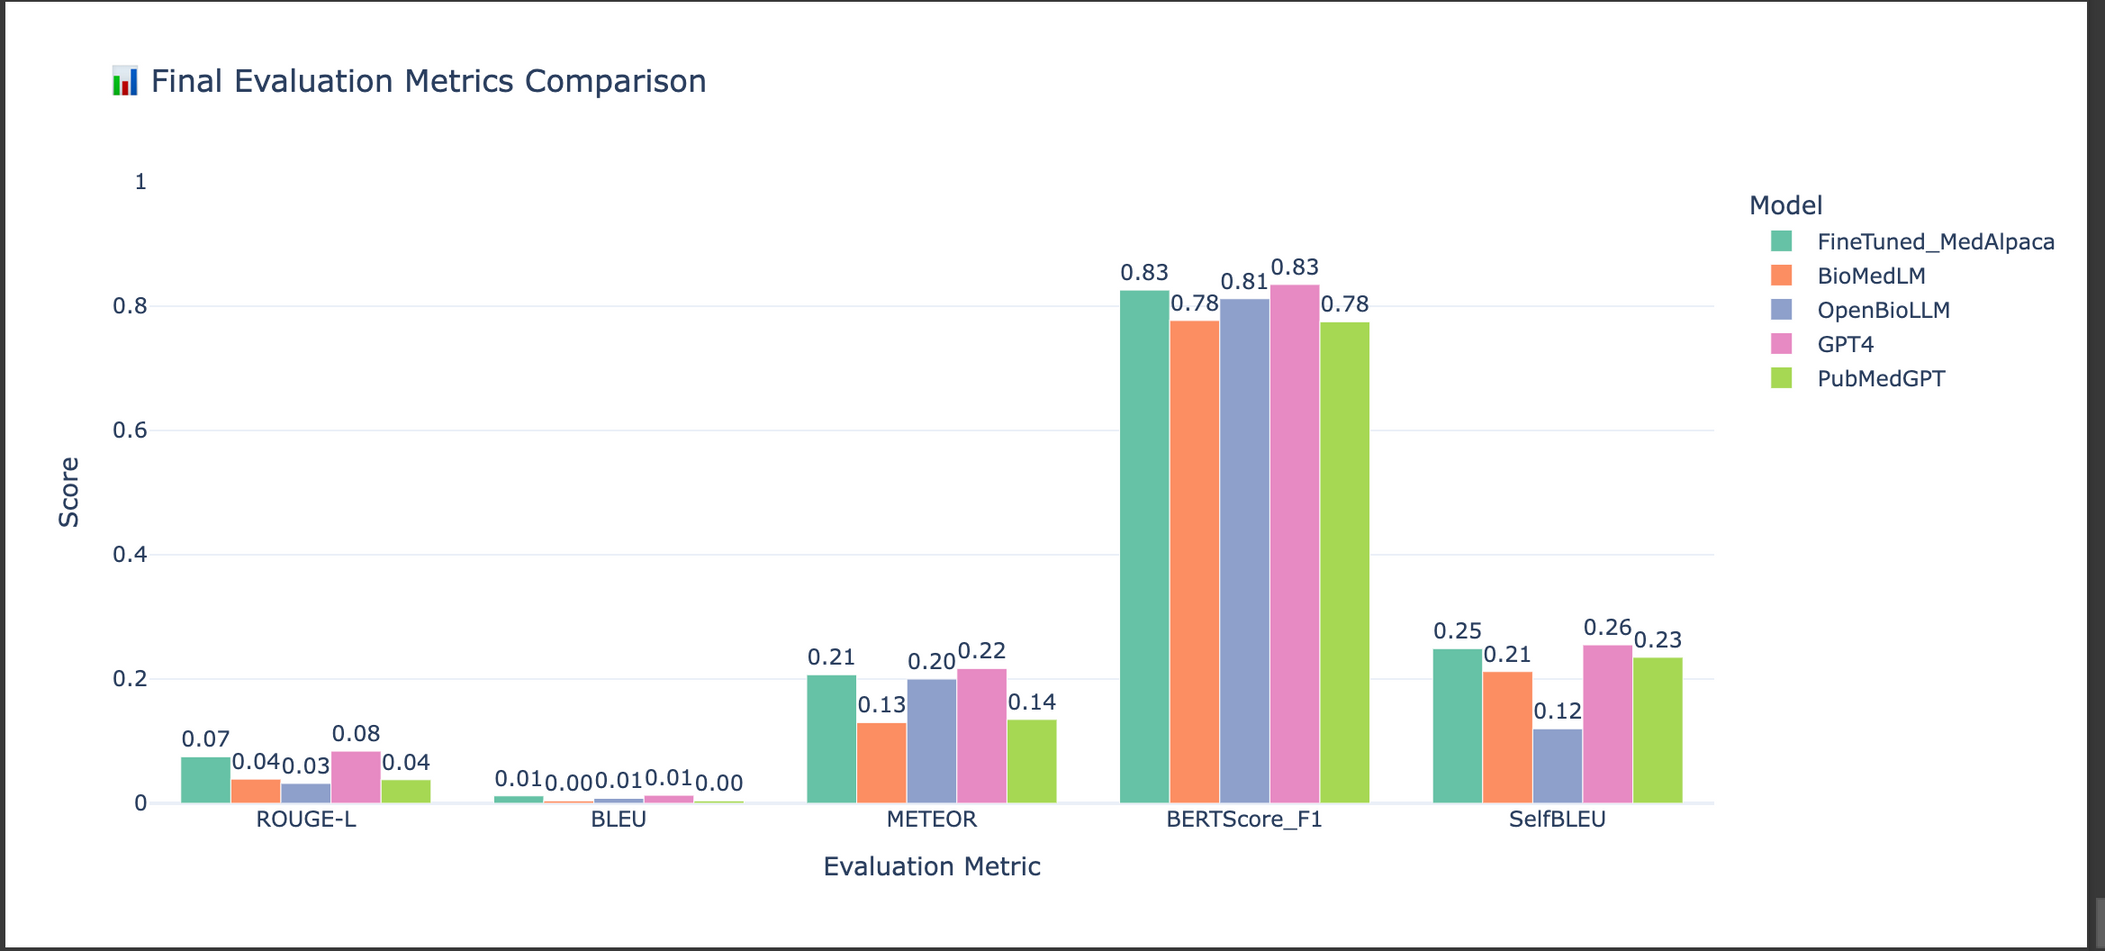 📊 Final Evaluation Metrics Comparison
1
0.8
0.6
0.4
0.2
0
Score
0.07 0.04 0.03 0.08 0.04
0.01 0.00 0.01 0.01 0.00
0.21 0.13 0.20 0.22 0.14
0.83 0.78 0.81 0.83 0.78
0.25 0.21 0.12 0.26 0.23
ROUGE-L BLEU METEOR BERTScore_F1 SelfBLEU
Evaluation Metric
Model
FineTuned_MedAlpaca
BioMedLM
OpenBioLLM
GPT4
PubMedGPT